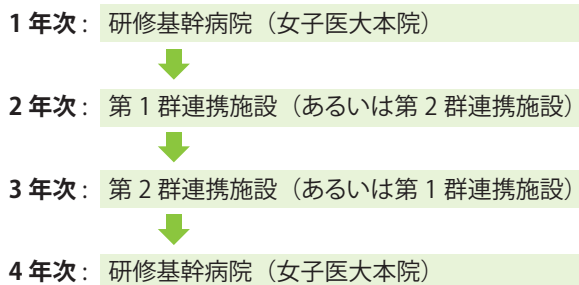 1 年次 : 研修基幹病院（女子医大本院）
2 年次 : 第 1 群連携施設（あるいは第 2 群連携施設）
3 年次 : 第 2 群連携施設（あるいは第 1 群連携施設）
4 年次 : 研修基幹病院（女子医大本院）